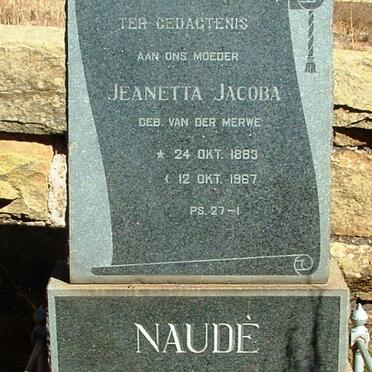 TER GEDAGTENIS
AAN ONS MOEDER
JEANETTA JACOBA
GEB. VAN DER MERWE
* 24 OKT. 1883
( 12 OKT. 1967
PS. 27-1
NAUDÈ